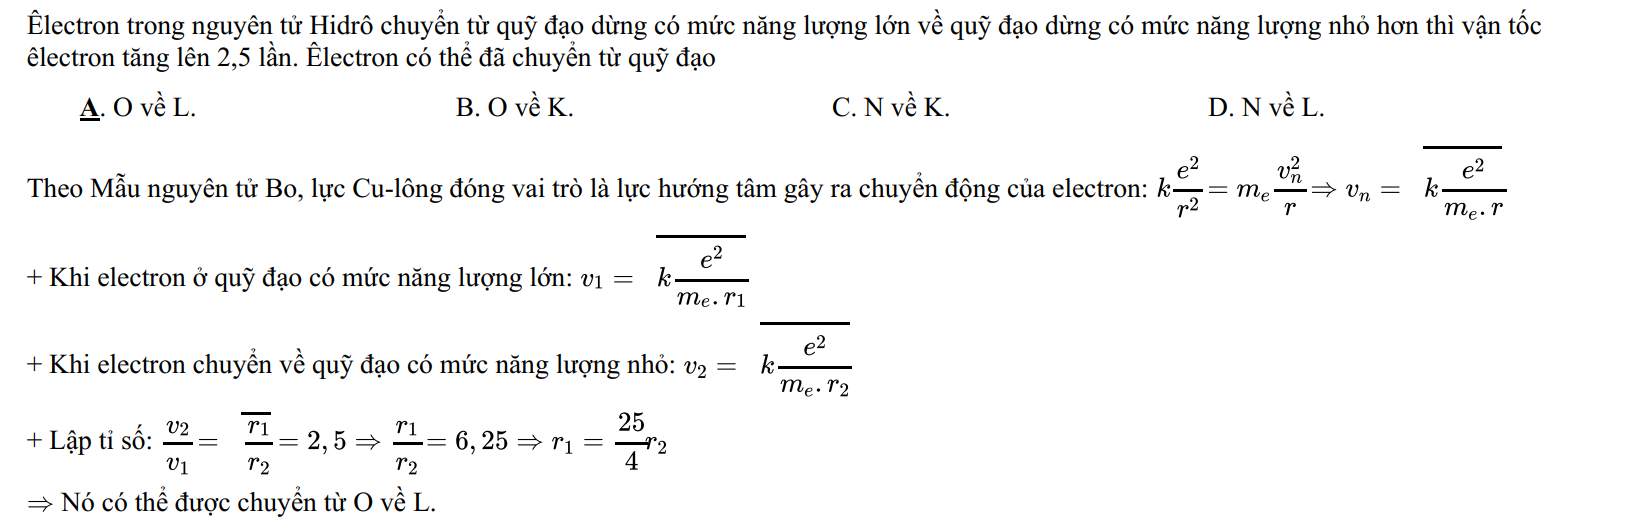 Êlectron trong nguyên tử Hidrô chuyển từ quỹ đạo dừng có mức năng lượng lớn về quỹ đạo dừng có mức năng lượng nhỏ hơn thì vận tốc
êlectron tăng lên 2,5 lần. Êlectron có thể đã chuyển từ quỹ đạo
A. O về L. B. O về K. C. N về K. D. N về L.
Theo Mẫu nguyên tử Bo, lực Cu-lông đóng vai trò là lực hướng tâm gây ra chuyển động của electron: $k\frac{e^2}{r^2} = m_e\frac{v_n^2}{r} \Rightarrow v_n = \overline{k\frac{e^2}{m_e.r}}$
+ Khi electron ở quỹ đạo có mức năng lượng lớn: $v_1 = \overline{k\frac{e^2}{m_e.r_1}}$
+ Khi electron chuyển về quỹ đạo có mức năng lượng nhỏ: $v_2 = \overline{k\frac{e^2}{m_e.r_2}}$
+ Lập tỉ số: $\frac{v_2}{v_1} = \overline{\frac{r_1}{r_2}} = 2,5 \Rightarrow \frac{r_1}{r_2} = 6,25 \Rightarrow r_1 = \frac{25}{4}r_2$
⇒ Nó có thể được chuyển từ O về L.